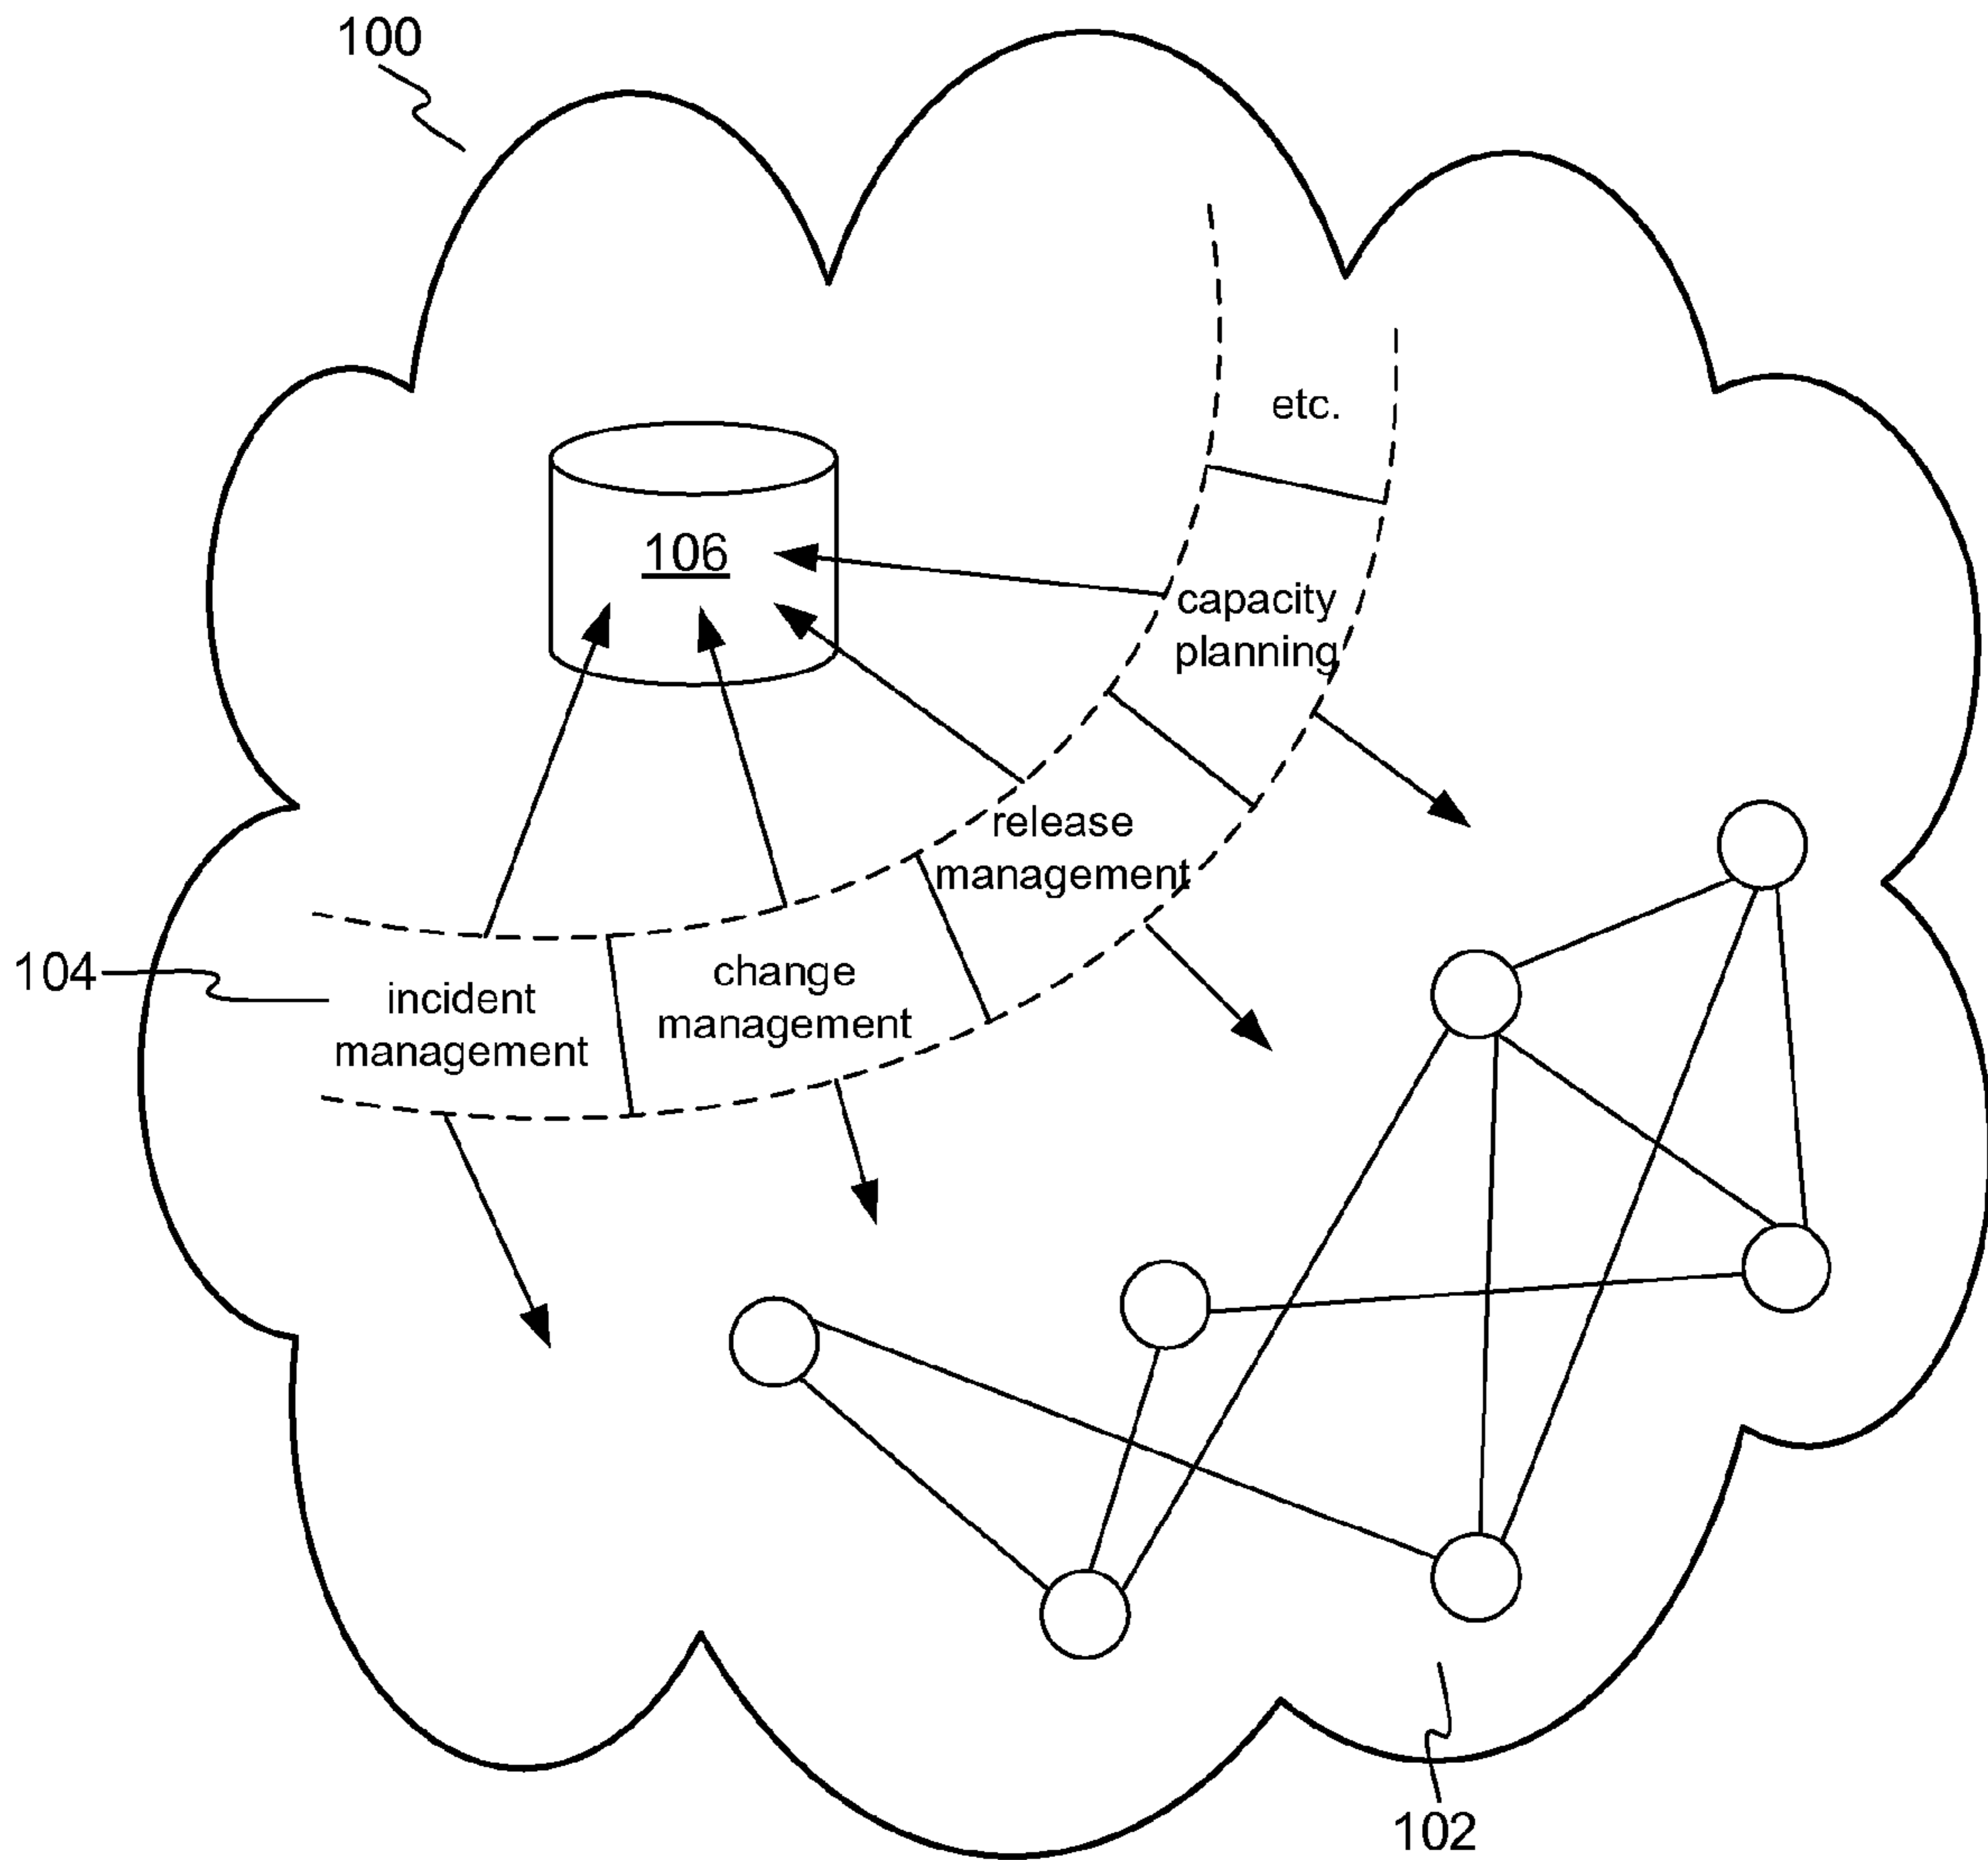 100
etc.
106
capacity
planning
release
management
104
change
management
incident
management
102